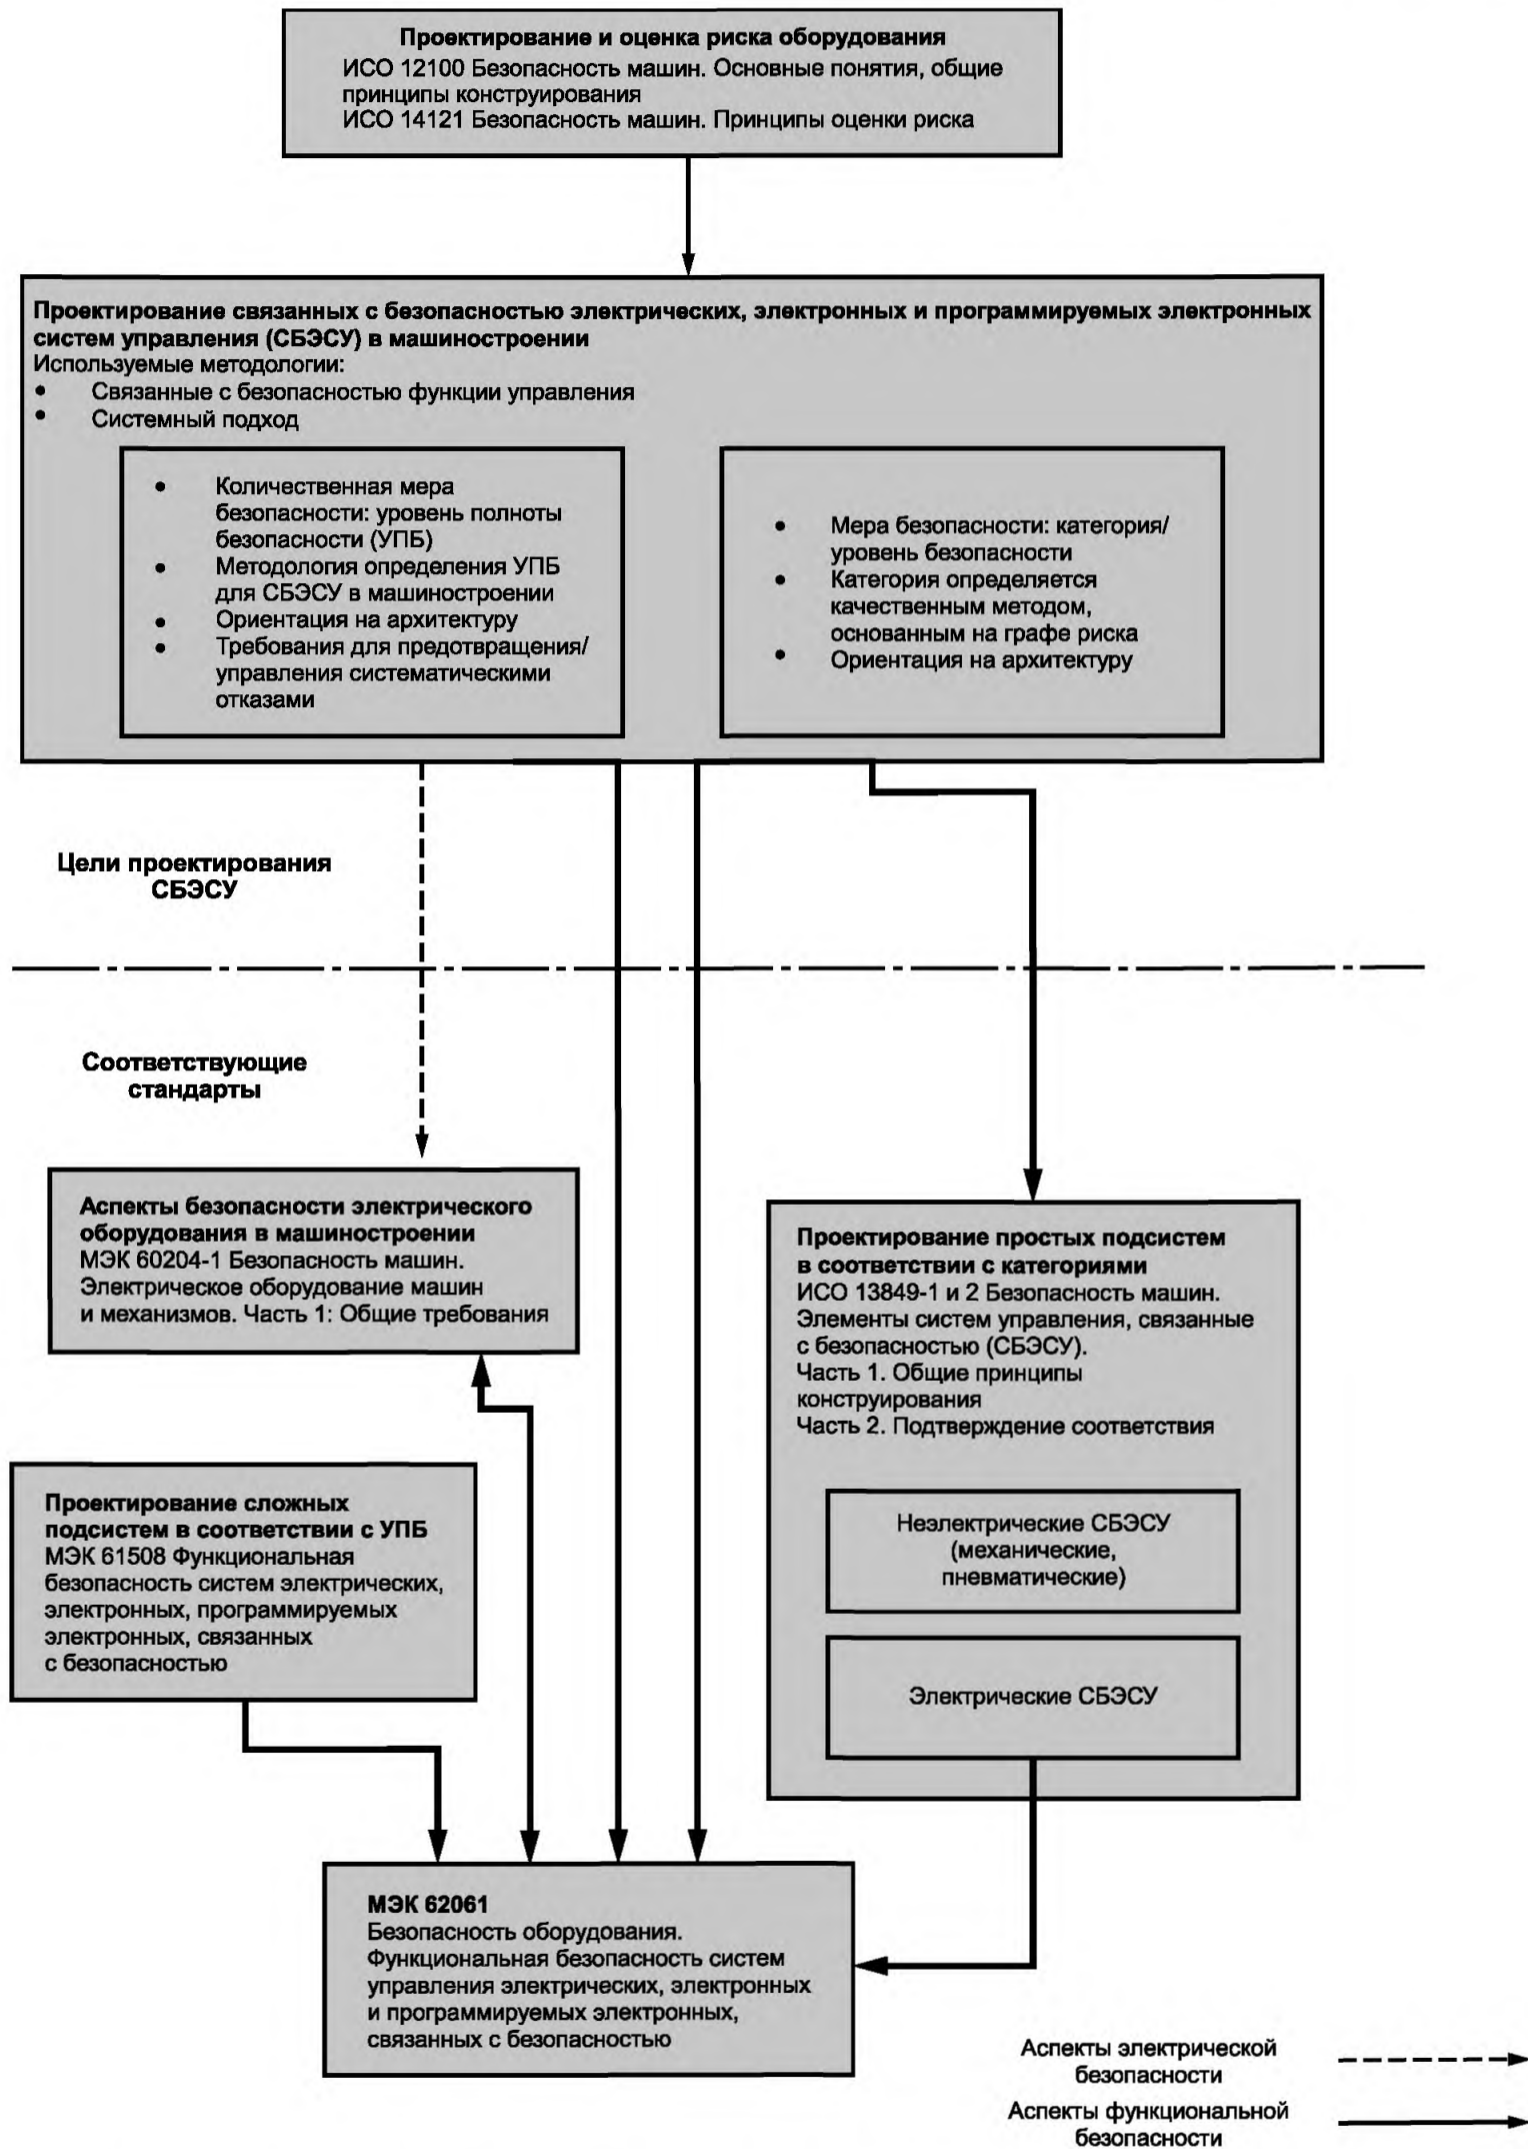 Проектирование и оценка риска оборудования
ИСО 12100 Безопасность машин. Основные понятия, общие
принципы конструирования
ИСО 14121 Безопасность машин. Принципы оценки риска
Проектирование связанных с безопасностью электрических, электронных и программируемых электронных
систем управления (СБЭСУ) в машиностроении
Используемые методологии:
• Связанные с безопасностью функции управления
• Системный подход
• Количественная мера
безопасности: уровень полноты
безопасности (УПБ)
• Методология определения УПБ
для СБЭСУ в машиностроении
• Ориентация на архитектуру
• Требования для предотвращения/
управления систематическими
отказами
• Мера безопасности: категория/
уровень безопасности
• Категория определяется
качественным методом,
основанным на графе риска
• Ориентация на архитектуру
Цели проектирования
СБЭСУ
Соответствующие
стандарты
Аспекты безопасности электрического
оборудования в машиностроении
МЭК 60204-1 Безопасность машин.
Электрическое оборудование машин
и механизмов. Часть 1: Общие требования
Проектирование простых подсистем
в соответствии с категориями
ИСО 13849-1 и 2 Безопасность машин.
Элементы систем управления, связанные
с безопасностью (СБЭСУ).
Часть 1. Общие принципы
конструирования
Часть 2. Подтверждение соответствия
Неэлектрические СБЭСУ
(механические,
пневматические)
Электрические СБЭСУ
Проектирование сложных
подсистем в соответствии с УПБ
МЭК 61508 Функциональная
безопасность систем электрических,
электронных, программируемых
электронных, связанных
с безопасностью
МЭК 62061
Безопасность оборудования.
Функциональная безопасность систем
управления электрических, электронных
и программируемых электронных,
связанных с безопасностью
Аспекты электрической
безопасности
Аспекты функциональной
безопасности